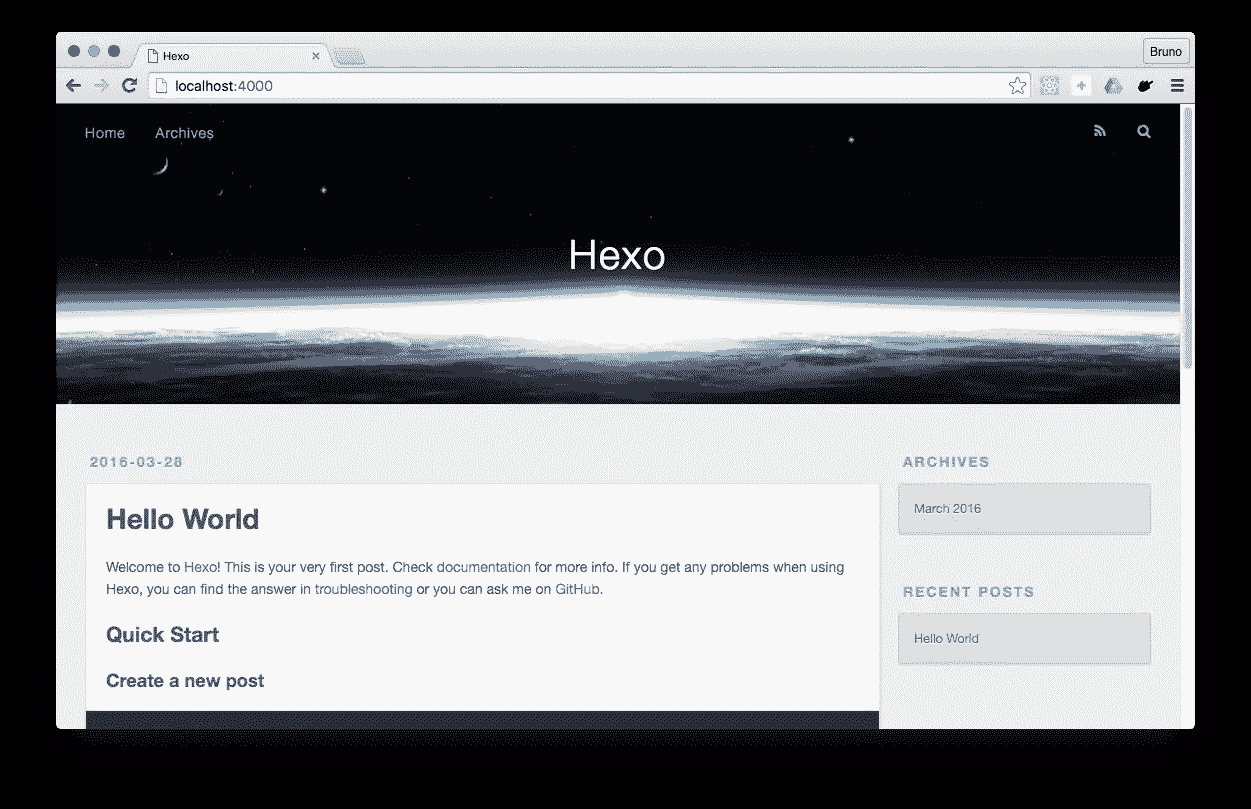 Hexo
Bruno
localhost:4000
Home Archives
Hexo
2016-03-28
Hello World
Welcome to Hexo! This is your very first post. Check documentation for more info. If you get any problems when using
Hexo, you can find the answer in troubleshooting or you can ask me on GitHub.
Quick Start
Create a new post
ARCHIVES
March 2016
RECENT POSTS
Hello World